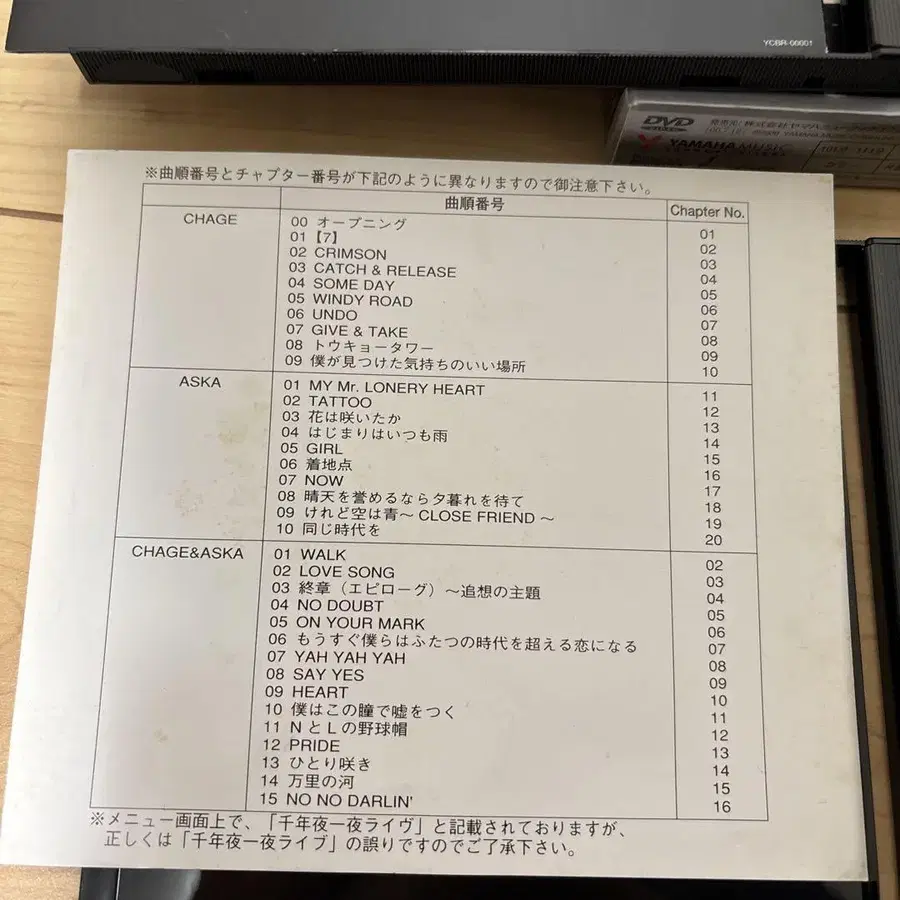 YCBR-00001
DVD
VIDEO
発売元:株式会社ヤマハミュージック
YAMAHA MUSIC
※曲順番号とチャプター番号が下記のように異なりますので御注意下さい。
曲順番号 Chapter No.
CHAGE 00 オープニング 01
01【7】 02
02 CRIMSON 03
03 CATCH & RELEASE 04
04 SOME DAY 05
05 WINDY ROAD 06
06 UNDO 07
07 GIVE & TAKE 08
08 トウキョータワー 09
09 僕が見つけた気持ちのいい場所 10
ASKA 01 MY Mr. LONERY HEART 11
02 TATTOO 12
03 花は咲いたか 13
04 はじまりはいつも雨 14
05 GIRL 15
06 着地点 16
07 NOW 17
08 晴天を誉めるなら夕暮れを待て 18
09 けれど空は青~ CLOSE FRIEND ~ 19
10 同じ時代を 20
CHAGE&ASKA 01 WALK 02
02 LOVE SONG 03
03 終章(エピローグ)~追想の主題 04
04 NO DOUBT 05
05 ON YOUR MARK 06
06 もうすぐ僕らはふたつの時代を超える恋になる 07
07 YAH YAH YAH 08
08 SAY YES 09
09 HEART 10
10 僕はこの瞳で嘘をつく 11
11 NとLの野球帽 12
12 PRIDE 13
13 ひとり咲き 14
14 万里の河 15
15 NO NO DARLIN' 16
※メニュー画面上で、「千年夜一夜ライヴ」と記載されておりますが、
正しくは「千年夜一夜ライブ」の誤りですのでご了承下さい。